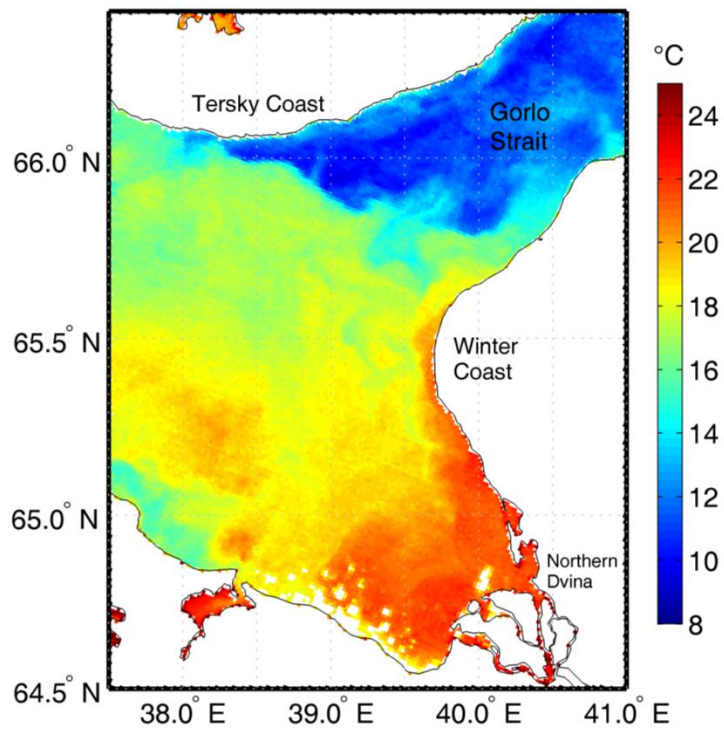 °C
Tersky Coast
Gorlo
Strait
Winter
Coast
Northern
Dvina
66.0° N
65.5° N
65.0° N
64.5° N
38.0° E
39.0° E
40.0° E
41.0° E
24
22
20
18
16
14
12
10
8